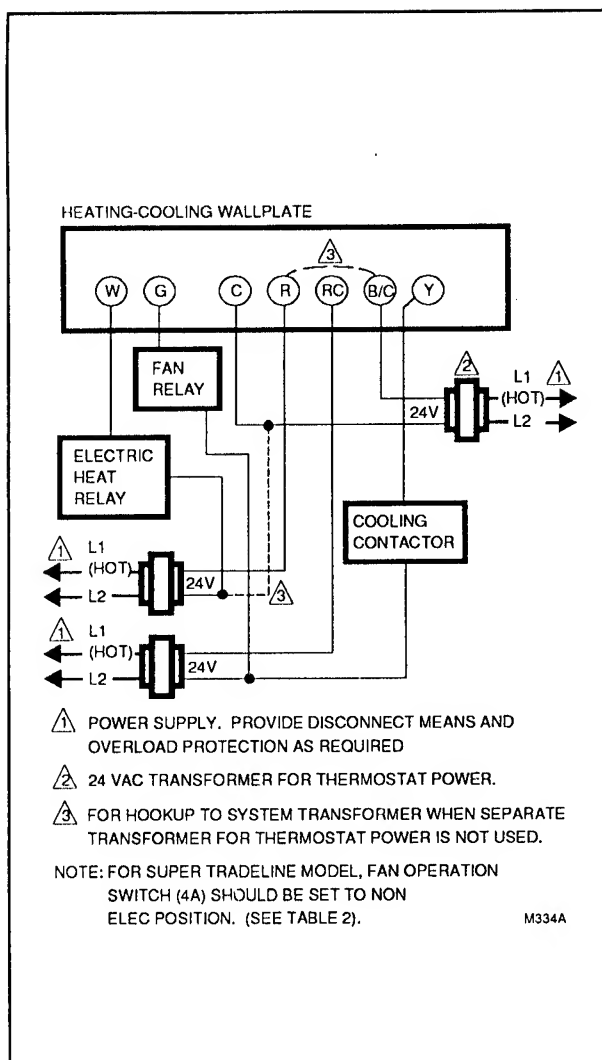 HEATING-COOLING WALLPLATE
3
W G C R RC B/C Y
FAN
RELAY
2
L1 1
(HOT)
24V
L2
ELECTRIC
HEAT
RELAY
COOLING
CONTACTOR
1 L1
(HOT)
24V
L2
3
1 L1
(HOT)
24V
L2
1 POWER SUPPLY. PROVIDE DISCONNECT MEANS AND
OVERLOAD PROTECTION AS REQUIRED
2 24 VAC TRANSFORMER FOR THERMOSTAT POWER.
3 FOR HOOKUP TO SYSTEM TRANSFORMER WHEN SEPARATE
TRANSFORMER FOR THERMOSTAT POWER IS NOT USED.
NOTE: FOR SUPER TRADELINE MODEL, FAN OPERATION
SWITCH (4A) SHOULD BE SET TO NON
ELEC POSITION. (SEE TABLE 2).
M334A